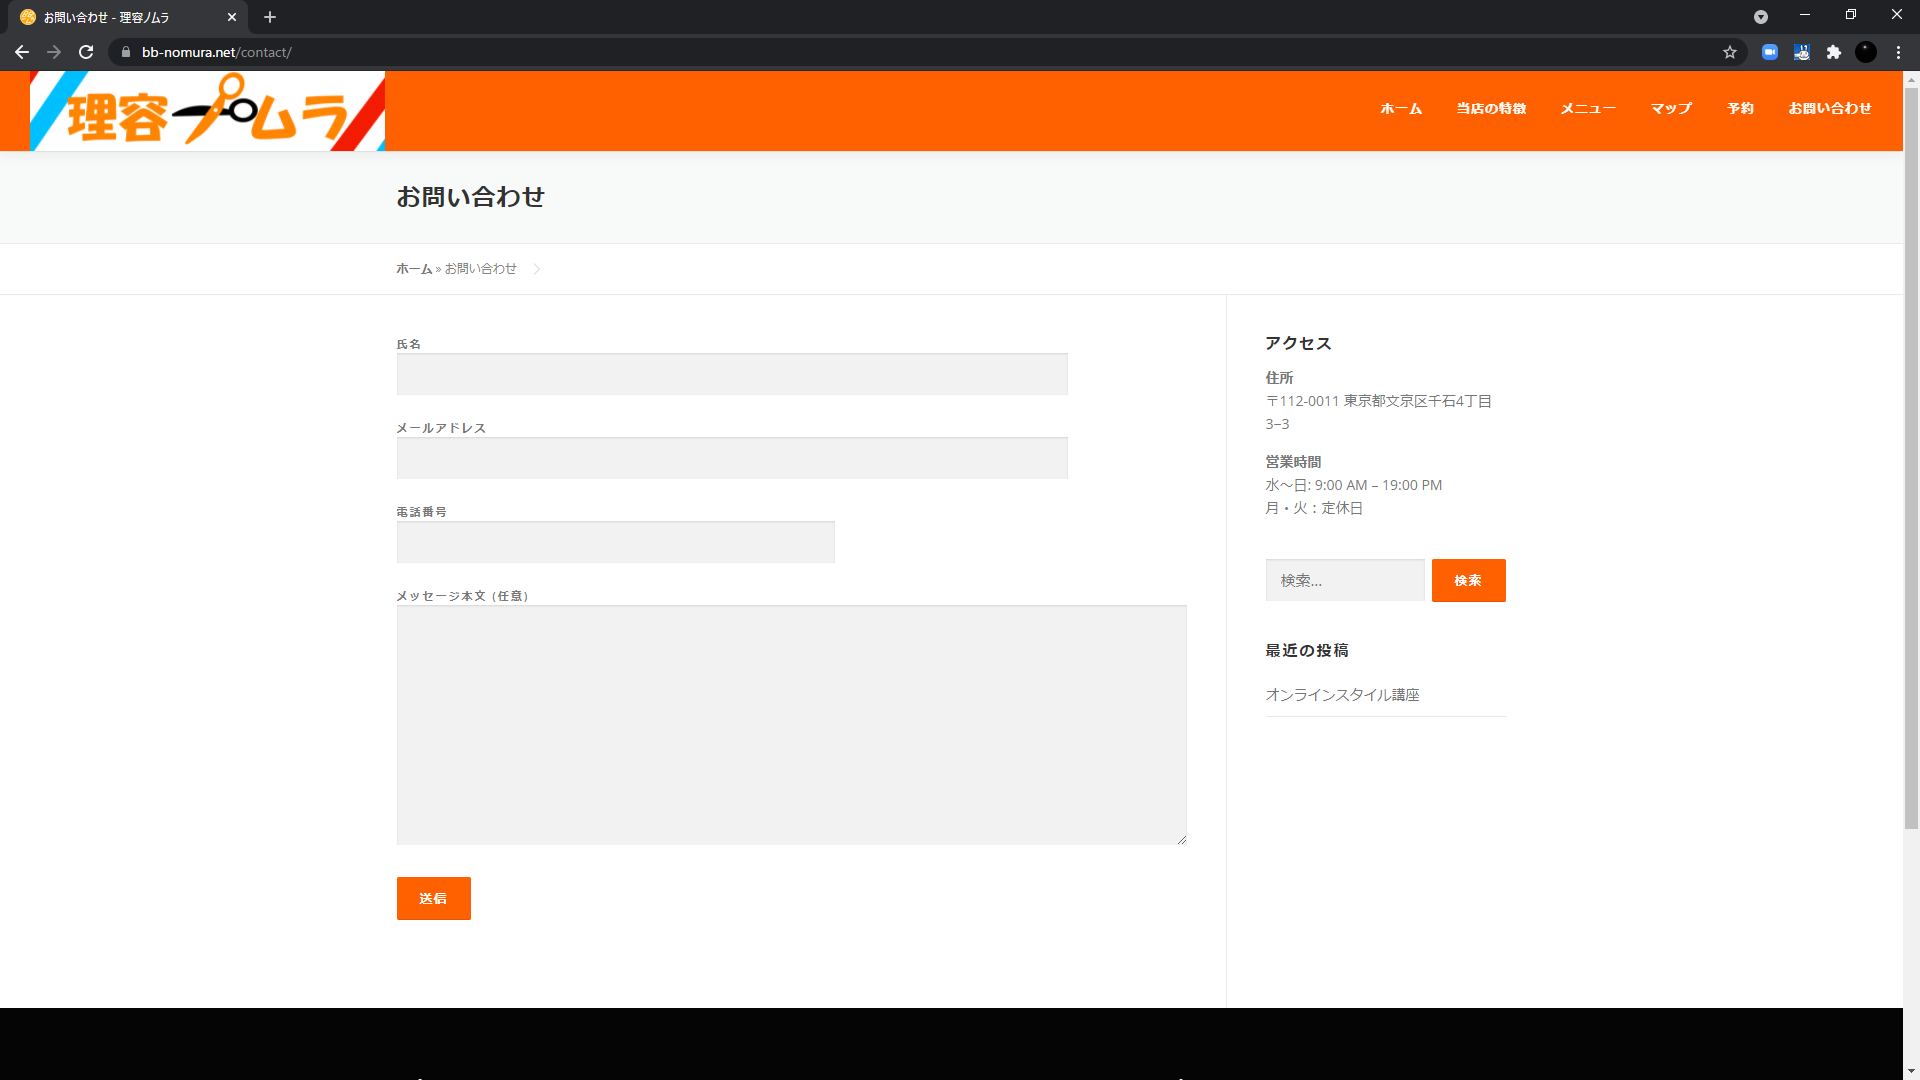 お問い合わせ - 理容ノムラ
bb-nomura.net/contact/
理容ノムラ
ホーム 当店の特徴 メニュー マップ 予約 お問い合わせ
お問い合わせ
ホーム » お問い合わせ
氏名
メールアドレス
電話番号
メッセージ本文 (任意)
送信
アクセス
住所
〒112-0011 東京都文京区千石4丁目
3−3
営業時間
水〜日: 9:00 AM – 19:00 PM
月・火：定休日
検索...
検索
最近の投稿
オンラインスタイル講座